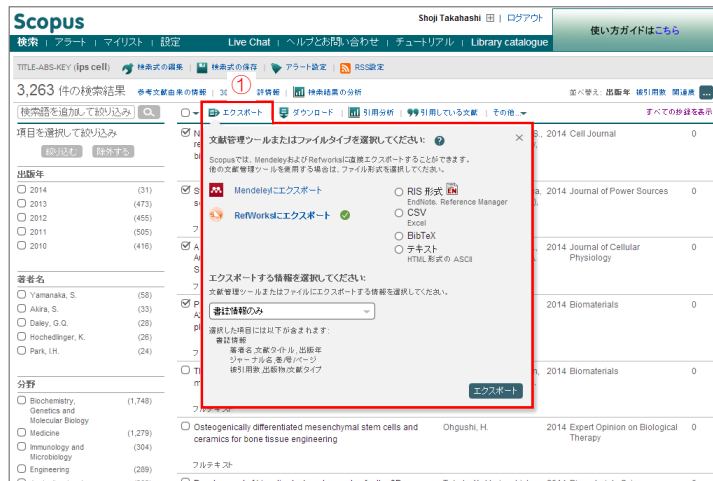 Scopus
Shoji Takahashi | ログアウト
使い方ガイドはこちら
検索 | アラート | マイリスト | 設定
Live Chat | ヘルプとお問い合わせ | チュートリアル | Library catalogue
TITLE-ABS-KEY (ips cell) 検索式の編集 | 検索式の保存 | アラート設定 | RSS設定
3,263 件の検索結果 参考文献由来の情報 | 許情報 | 検索結果の分析
並べ替え: 出版年 被引用数 関連度 ...
①
検索語を追加して絞り込み
エクスポート | ダウンロード | 引用分析 | 引用している文献 | その他...
すべての抄録を表示
項目を選択して絞り込み
絞り込む 除外する
出版年
2014 (31)
2013 (473)
2012 (455)
2011 (505)
2010 (416)
著者名
Yamanaka, S. (58)
Akira, S. (33)
Daley, G.Q. (28)
Hochedlinger, K. (26)
Park, I.H. (24)
分野
Biochemistry, Genetics and Molecular Biology (1,748)
Medicine (1,279)
Immunology and Microbiology (304)
Engineering (289)
文献管理ツールまたはファイルタイプを選択してください:
Scopusでは、MendeleyおよびRefworksに直接エクスポートすることができます。
他の文献管理ツールを使用する場合は、ファイル形式を選択してください。
Mendeleyにエクスポート
RefWorksにエクスポート
RIS 形式
EndNote, Reference Manager
CSV
Excel
BibTeX
テキスト
HTML 形式の ASCII
エクスポートする情報を選択してください:
文献管理ツールまたはファイルにエクスポートする情報を選択してください。
書誌情報のみ
選択した項目には以下が含まれます:
書誌情報
著者名,文献タイトル,出版年
ジャーナル名,巻/号/ページ
被引用数,出版物/文献タイプ
エクスポート
2014 Cell Journal 0
2014 Journal of Power Sources 0
2014 Journal of Cellular Physiology 0
2014 Biomaterials 0
2014 Biomaterials 0
フルテキスト
Osteogenically differentiated mesenchymal stem cells and ceramics for bone tissue engineering
Ohgushi, H.
2014 Expert Opinion on Biological Therapy 0
フルテキスト